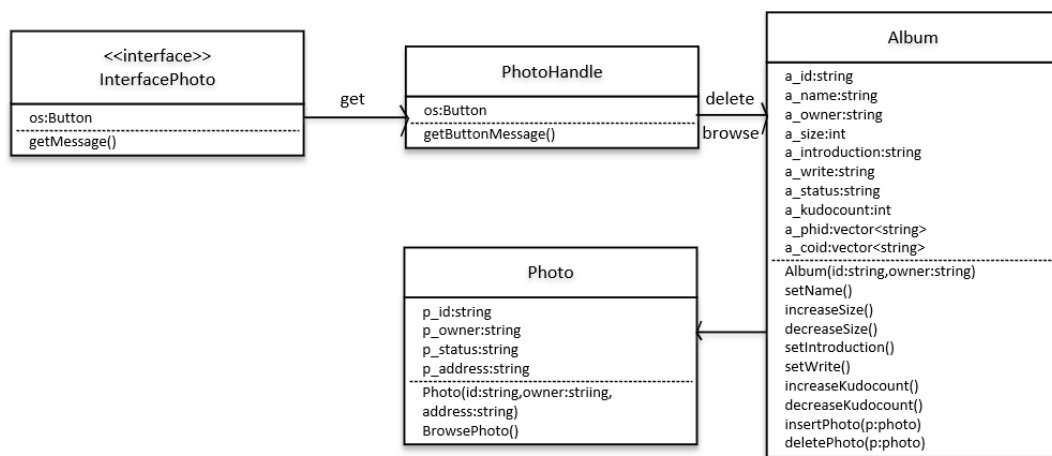 <<interface>>
InterfacePhoto
os:Button
getMessage()
get
PhotoHandle
os:Button
getButtonMessage()
delete
browse
Album
a_id:string
a_name:string
a_owner:string
a_size:int
a_introduction:string
a_write:string
a_status:string
a_kudocount:int
a_phid:vector<string>
a_coid:vector<string>
Album(id:string,owner:string)
setName()
increaseSize()
decreaseSize()
setIntroduction()
setWrite()
increaseKudocount()
decreaseKudocount()
insertPhoto(p:photo)
deletePhoto(p:photo)
Photo
p_id:string
p_owner:string
p_status:string
p_address:string
Photo(id:string,owner:striing,
address:string)
BrowsePhoto()